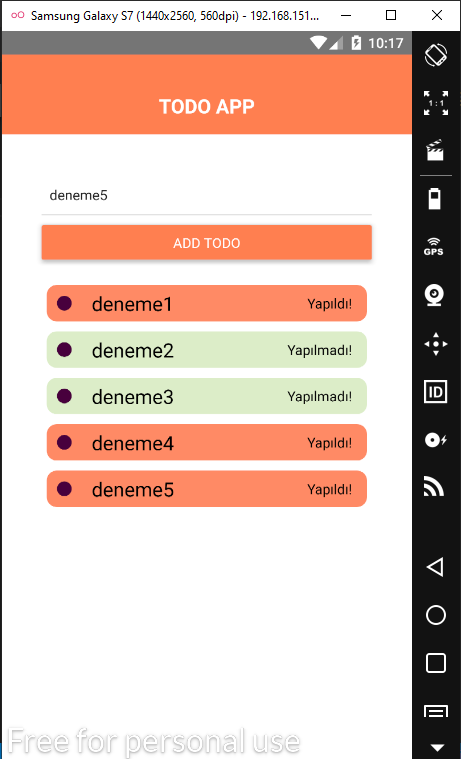 Samsung Galaxy S7 (1440x2560, 560dpi) - 192.168.151...
10:17
TODO APP
1:1
deneme5
ADD TODO
GPS
deneme1 Yapıldı!
deneme2 Yapılmadı!
deneme3 Yapılmadı!
ID
deneme4 Yapıldı!
deneme5 Yapıldı!
Free for personal use